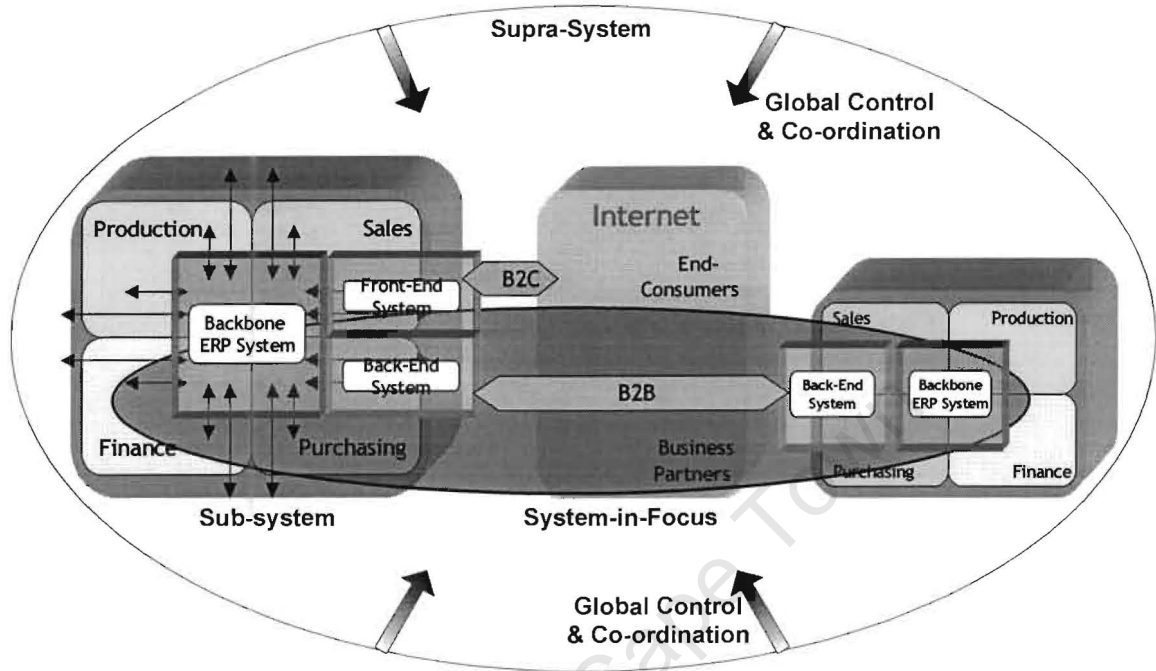 Supra-System
Global Control
& Co-ordination
Production
Sales
Internet
Front-End
System
B2C
End-
Consumers
Backbone
ERP System
Sales
Production
Back-End
System
B2B
Back-End
System
Backbone
ERP System
Finance
Purchasing
Business
Partners
Purchasing
Finance
Sub-system
System-in-Focus
Global Control
& Co-ordination
Cape Town